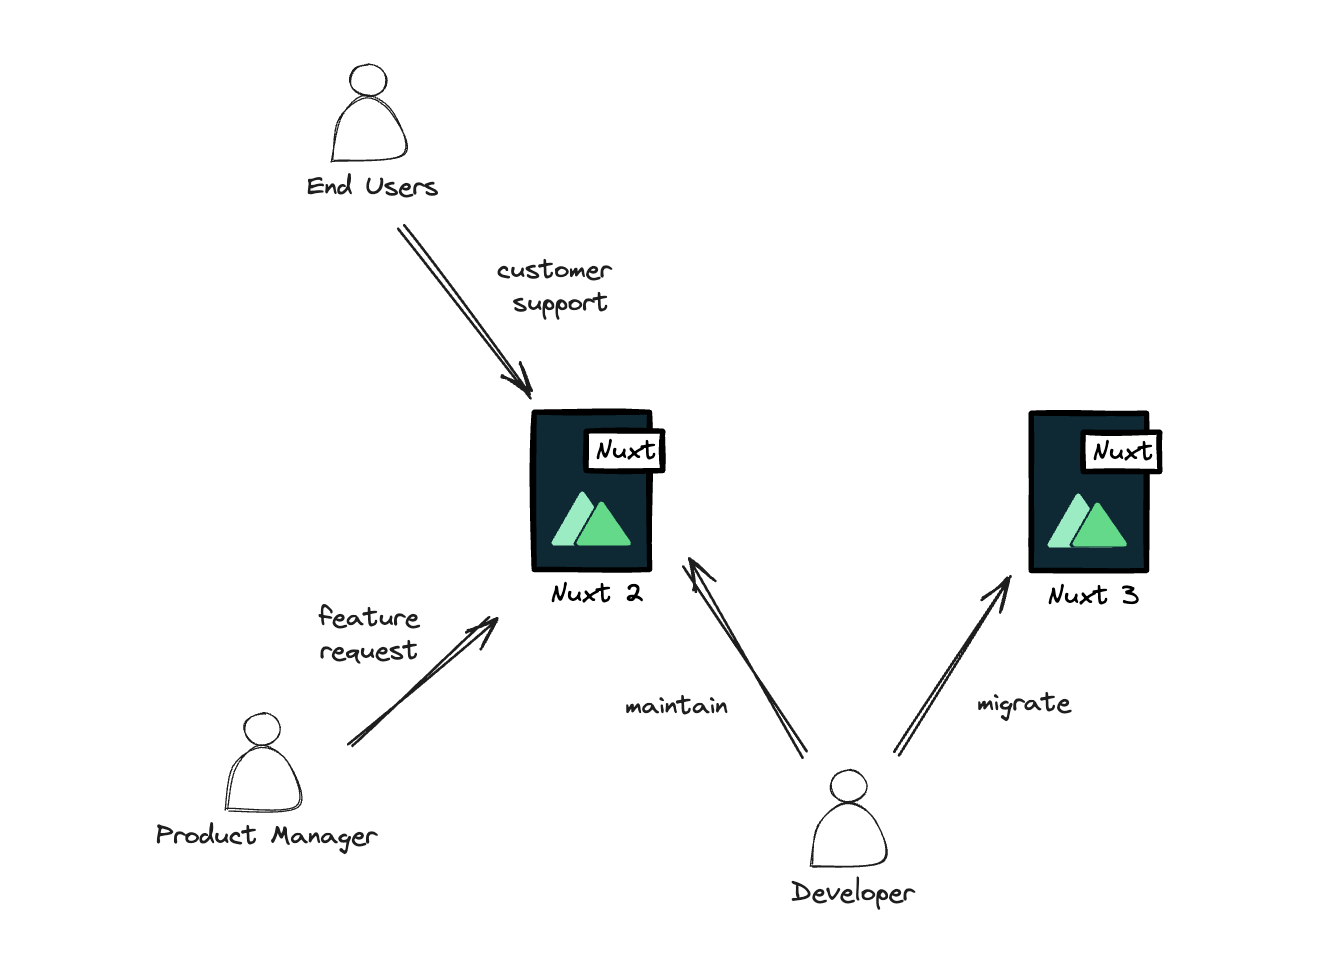 End Users
customer
support
Nuxt
Nuxt
Nuxt 2
Nuxt 3
feature
request
maintain
migrate
Product Manager
Developer